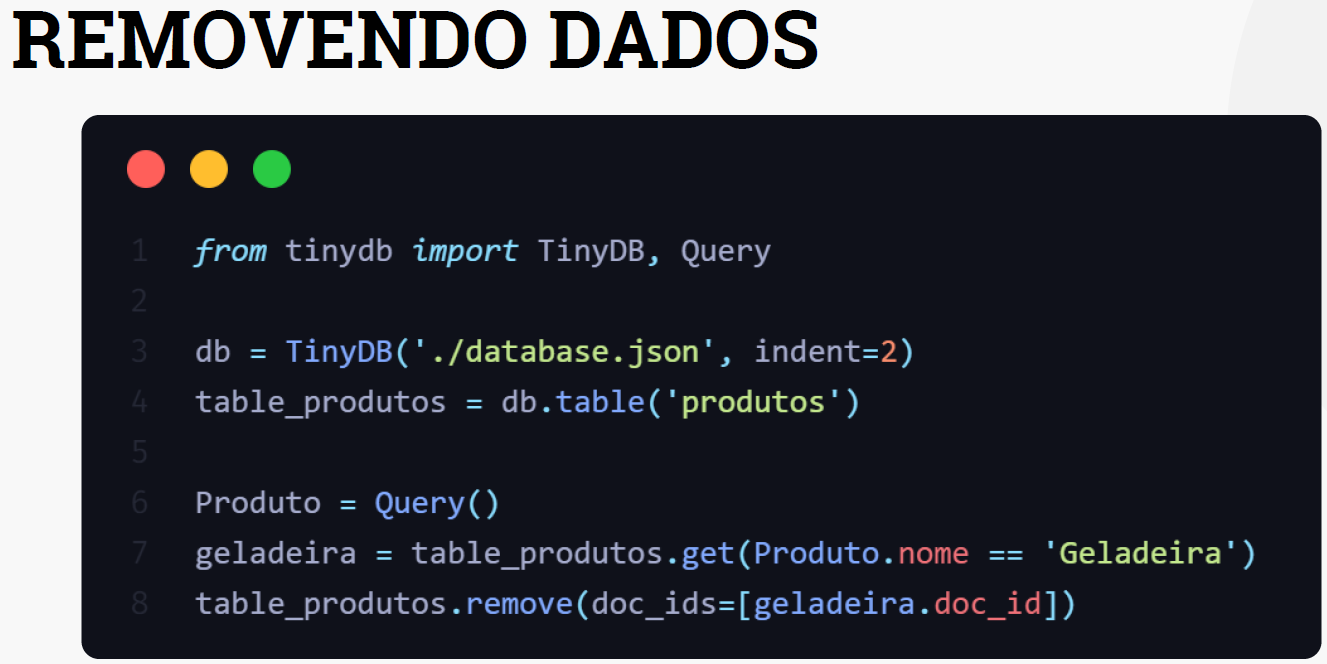 REMOVENDO DADOS
1 from tinydb import TinyDB, Query
2
3 db = TinyDB('./database.json', indent=2)
4 table_produtos = db.table('produtos')
5
6 Produto = Query()
7 geladeira = table_produtos.get(Produto.nome == 'Geladeira')
8 table_produtos.remove(doc_ids=[geladeira.doc_id])